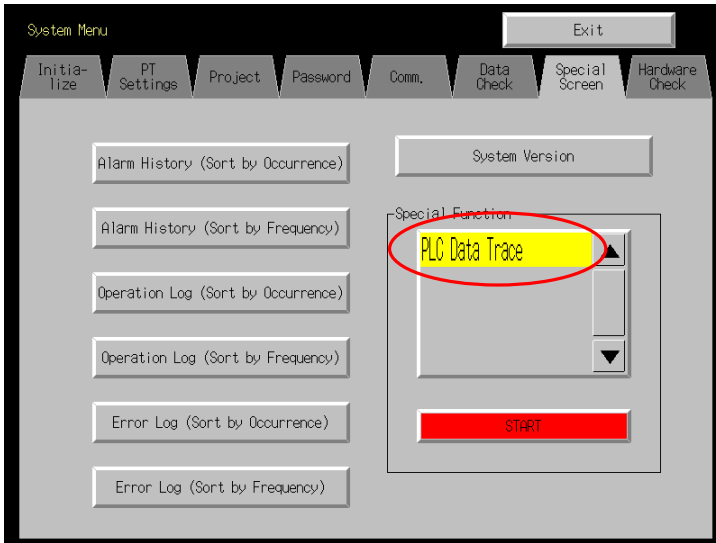 System Menu
Exit
Initia-
lize
PT
Settings
Project
Password
Comm.
Data
Check
Special
Screen
Hardware
Check
Alarm History (Sort by Occurrence)
Alarm History (Sort by Frequency)
Operation Log (Sort by Occurrence)
Operation Log (Sort by Frequency)
Error Log (Sort by Occurrence)
Error Log (Sort by Frequency)
System Version
Special Function
PLC Data Trace
START